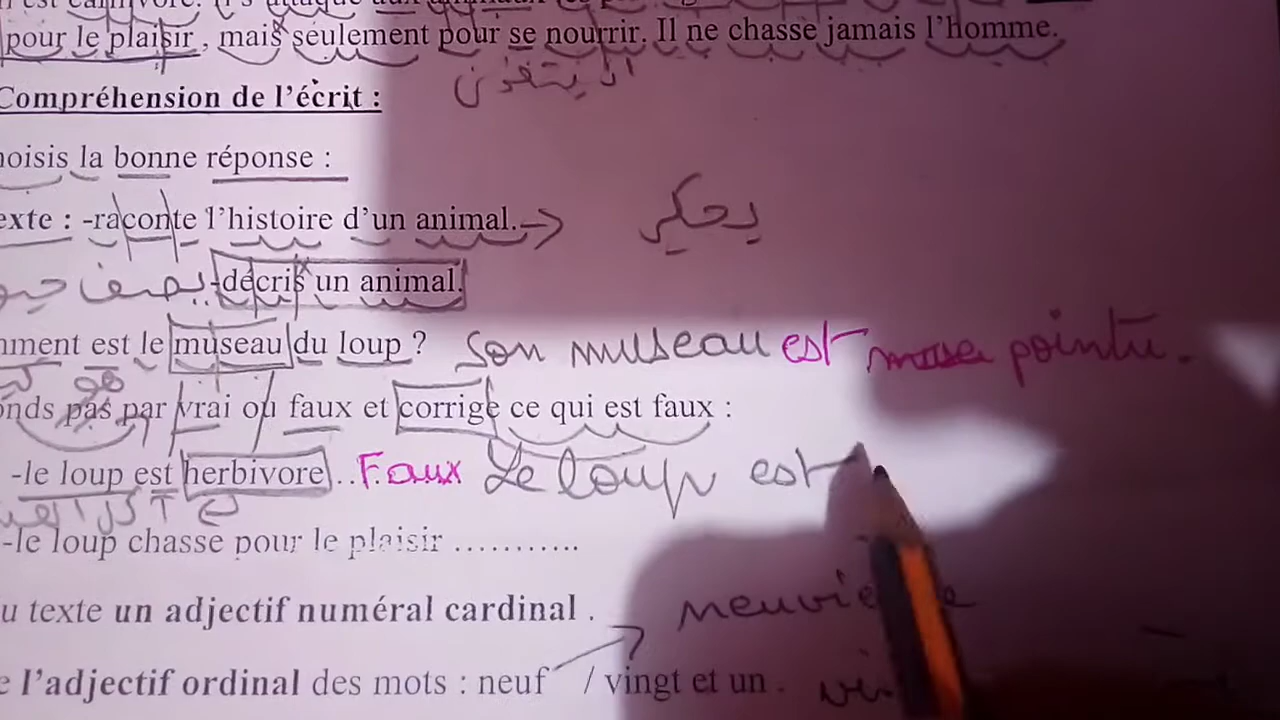 pour le plaisir , mais seulement pour se nourrir. Il ne chasse jamais l'homme.
Compréhension de l'écrit :
hoisis la bonne réponse :
exte : -raconte l'histoire d'un animal.
-décris un animal. يصف
mment est le museau du loup ? Son museau est pointu.
onds pas par vrai ou faux et corrige ce qui est faux :
-le loup est herbivore.. Faux Le loup est
-le loup chasse pour le plaisir ...........
u texte un adjectif numéral cardinal .
e l'adjectif ordinal des mots : neuf / vingt et un .